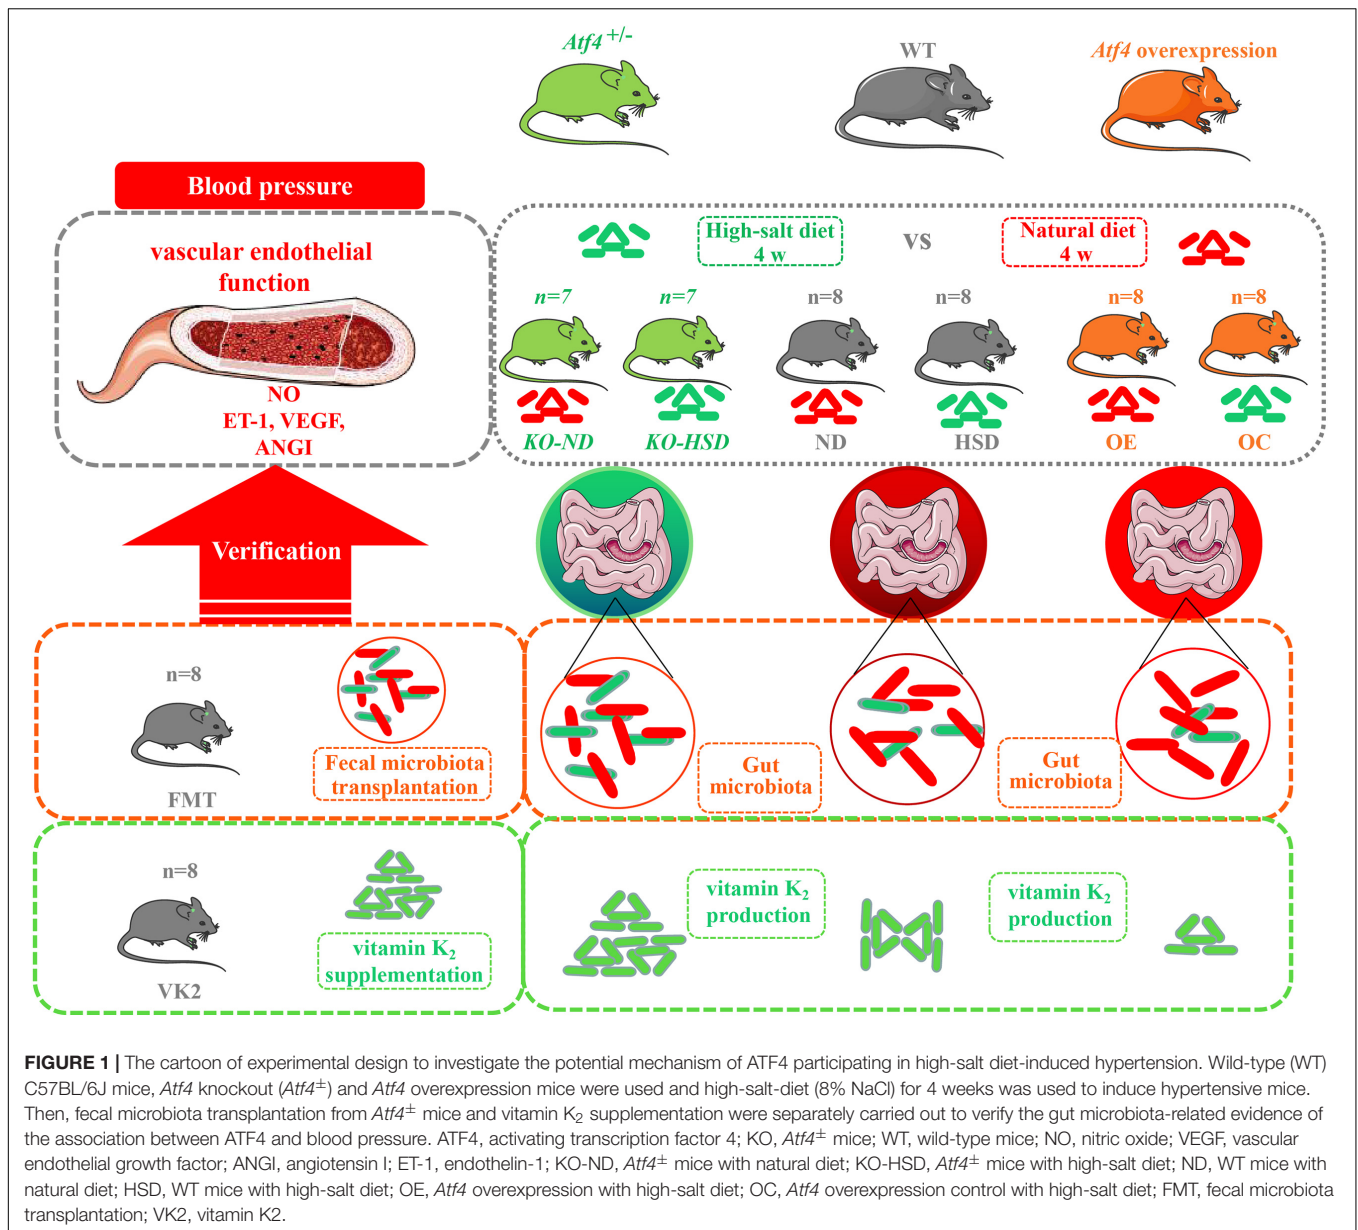 Atf4 +/-
WT
Atf4 overexpression
Blood pressure
vascular endothelial
function
NO
ET-1, VEGF,
ANGI
High-salt diet
4 w
VS
Natural diet
4 w
n=7
n=7
n=8
n=8
n=8
n=8
KO-ND
KO-HSD
ND
HSD
OE
OC
Verification
n=8
FMT
Fecal microbiota
transplantation
Gut
microbiota
Gut
microbiota
n=8
VK2
vitamin K2
supplementation
vitamin K2
production
vitamin K2
production
FIGURE 1 | The cartoon of experimental design to investigate the potential mechanism of ATF4 participating in high-salt diet-induced hypertension. Wild-type (WT)
C57BL/6J mice, Atf4 knockout (Atf4±) and Atf4 overexpression mice were used and high-salt-diet (8% NaCl) for 4 weeks was used to induce hypertensive mice.
Then, fecal microbiota transplantation from Atf4± mice and vitamin K2 supplementation were separately carried out to verify the gut microbiota-related evidence of
the association between ATF4 and blood pressure. ATF4, activating transcription factor 4; KO, Atf4± mice; WT, wild-type mice; NO, nitric oxide; VEGF, vascular
endothelial growth factor; ANGI, angiotensin I; ET-1, endothelin-1; KO-ND, Atf4± mice with natural diet; KO-HSD, Atf4± mice with high-salt diet; ND, WT mice with
natural diet; HSD, WT mice with high-salt diet; OE, Atf4 overexpression with high-salt diet; OC, Atf4 overexpression control with high-salt diet; FMT, fecal microbiota
transplantation; VK2, vitamin K2.